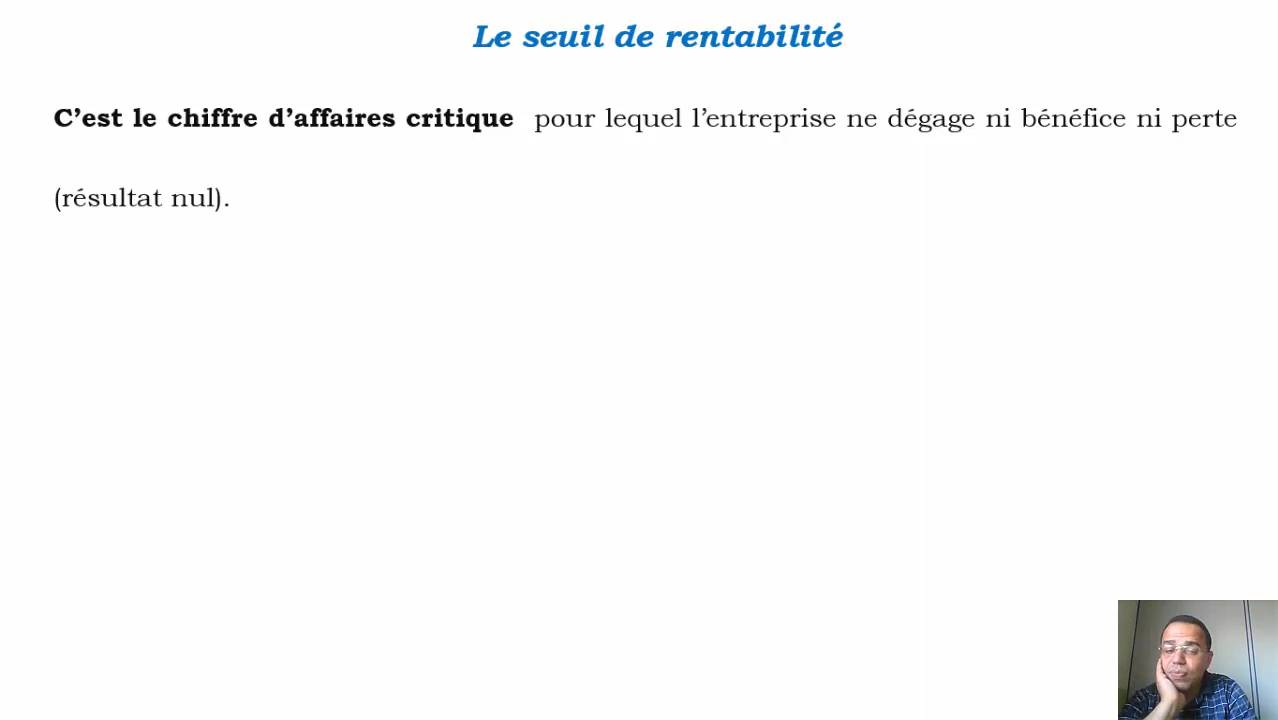 Le seuil de rentabilité
C’est le chiffre d’affaires critique pour lequel l’entreprise ne dégage ni bénéfice ni perte
(résultat nul).